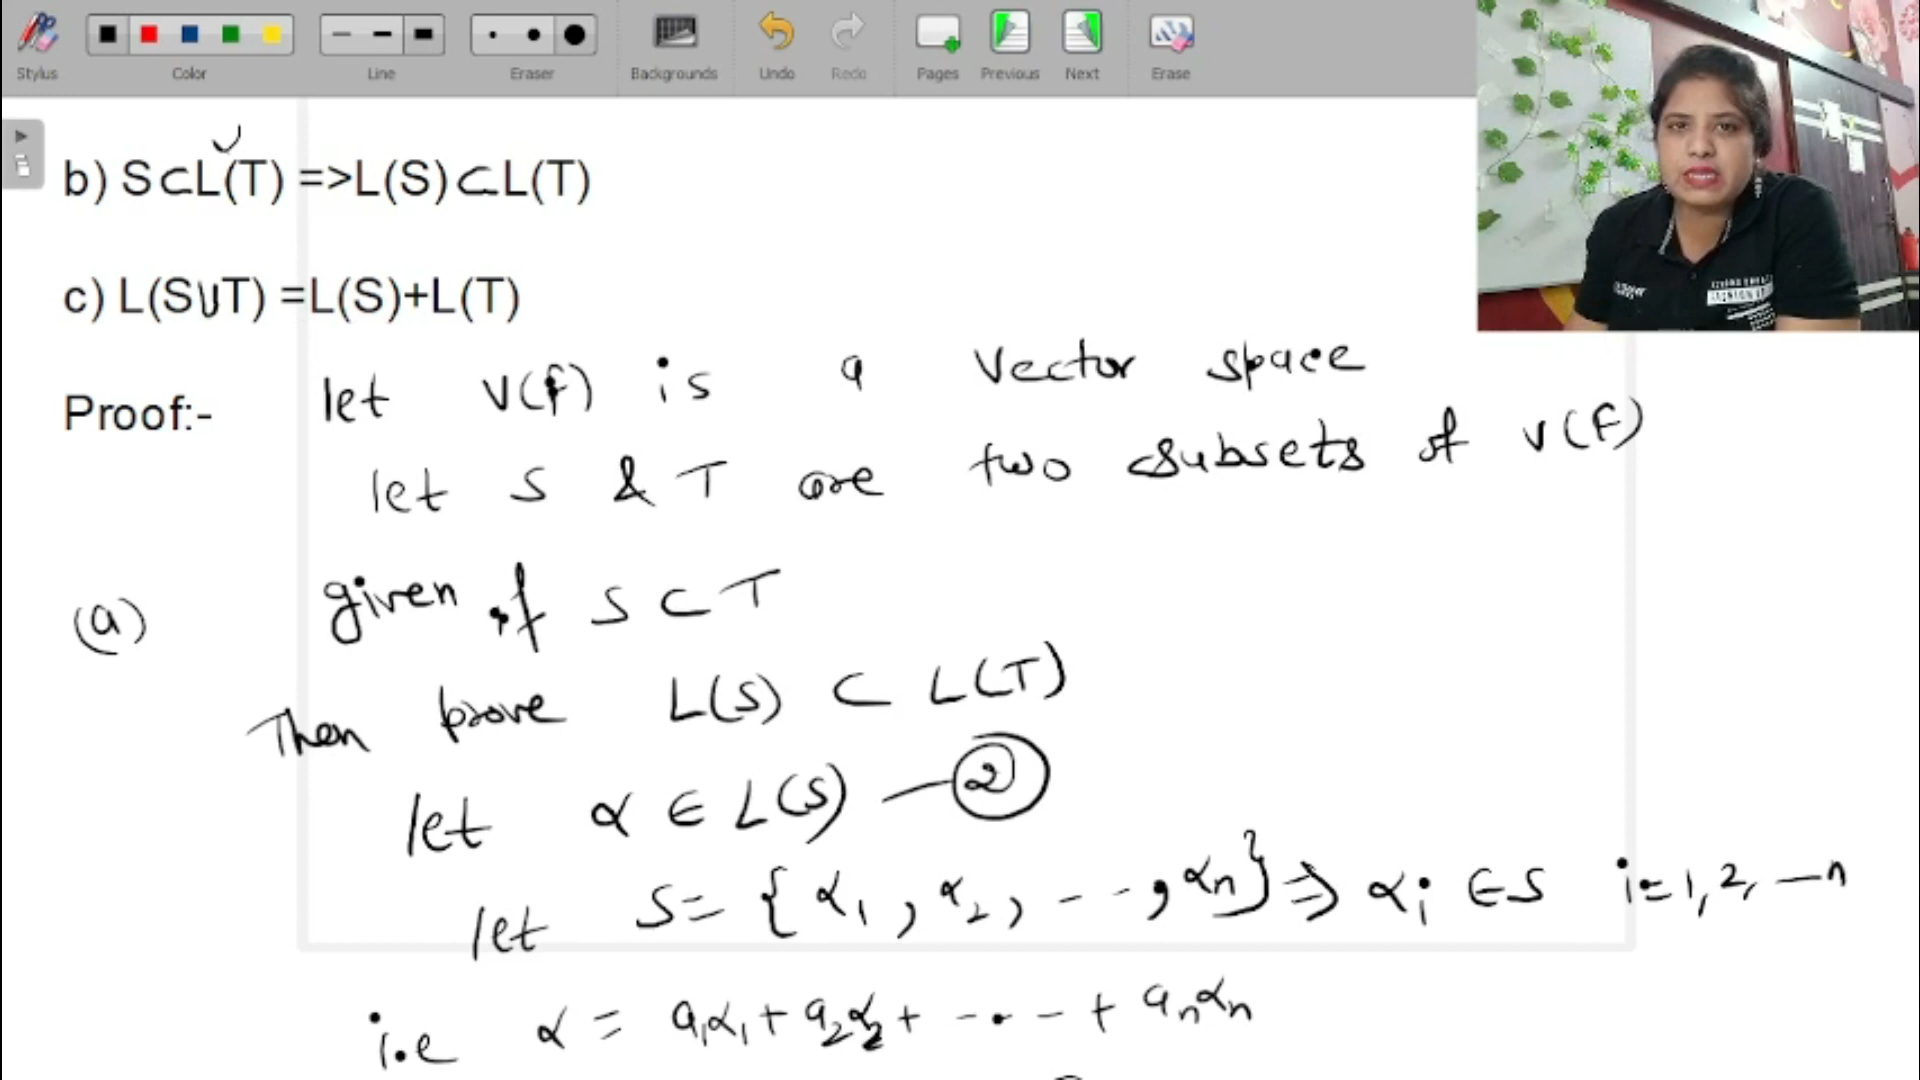 Stylus Color Line Eraser Backgrounds Undo Redo Pages Previous Next Erase
b) S⊂L(T) =>L(S)⊂L(T)
c) L(S∪T) =L(S)+L(T)
Proof:- let V(F) is a Vector space
let S & T are two subsets of V(F)
(a) given if S ⊂ T
Then prove L(S) ⊂ L(T)
let α ∈ L(S) — ②
let S = { α₁, α₂, - - -, αn} ⇒ αi ∈ S i=1,2, —n
i.e α = a₁α₁ + a₂α₂ + - - - - + anαn